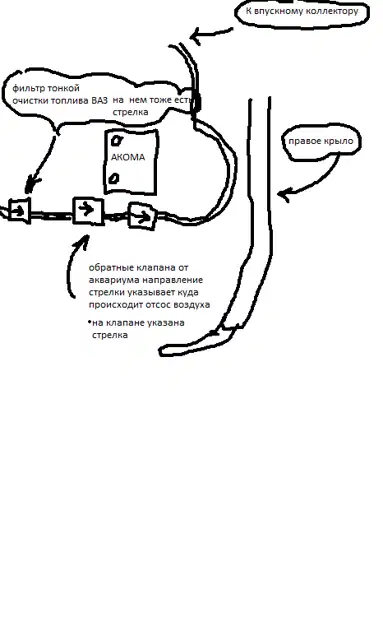 К впускному коллектору
фильтр тонкой
очистки топлива ВАЗ на нем тоже есть
стрелка
АКОМА
правое крыло
обратные клапана от
аквариума направление
стрелки указывает куда
происходит отсос воздуха
•на клапане указана
стрелка